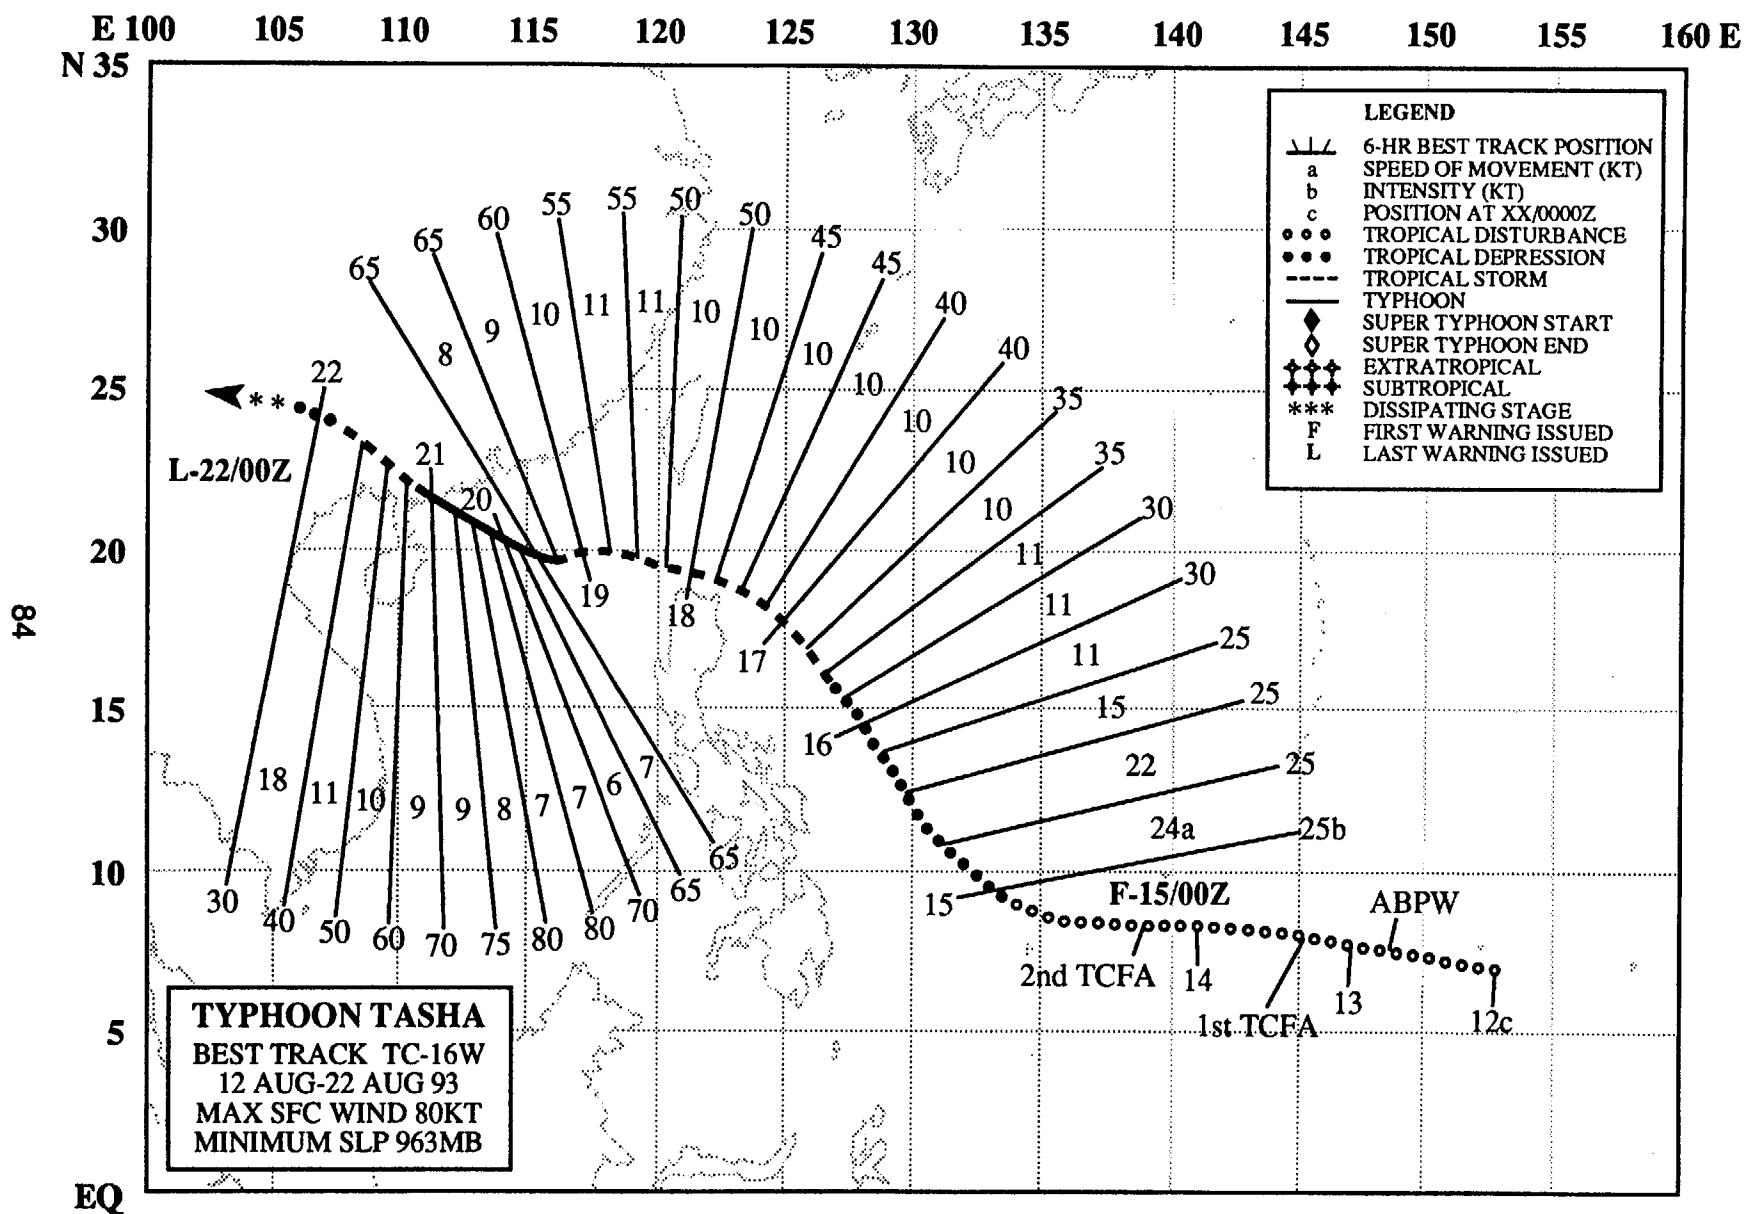 E 100 105 110 115 120 125 130 135 140 145 150 155 160 E
N 35
LEGEND
6-HR BEST TRACK POSITION
a SPEED OF MOVEMENT (KT)
b INTENSITY (KT)
c POSITION AT XX/0000Z
TROPICAL DISTURBANCE
TROPICAL DEPRESSION
TROPICAL STORM
TYPHOON
SUPER TYPHOON START
SUPER TYPHOON END
EXTRATROPICAL
SUBTROPICAL
*** DISSIPATING STAGE
F FIRST WARNING ISSUED
L LAST WARNING ISSUED
30
25
20
15
10
5
EQ
65 65 60 55 55 50 50 45 45 40 40 35 35 30 30 25 25 25 25b
8 9 10 11 11 10 10 10 10 10 10 10 11 11 11 15 22 24a
22
**
L-22/00Z
21
20
19
18
17
16
15
18 11 10 9 9 8 7 7 6 7
30 40 50 60 70 75 80 80 70 65 65
F-15/00Z
ABPW
2nd TCFA
14
1st TCFA
13
12c
TYPHOON TASHA
BEST TRACK TC-16W
12 AUG-22 AUG 93
MAX SFC WIND 80KT
MINIMUM SLP 963MB
84